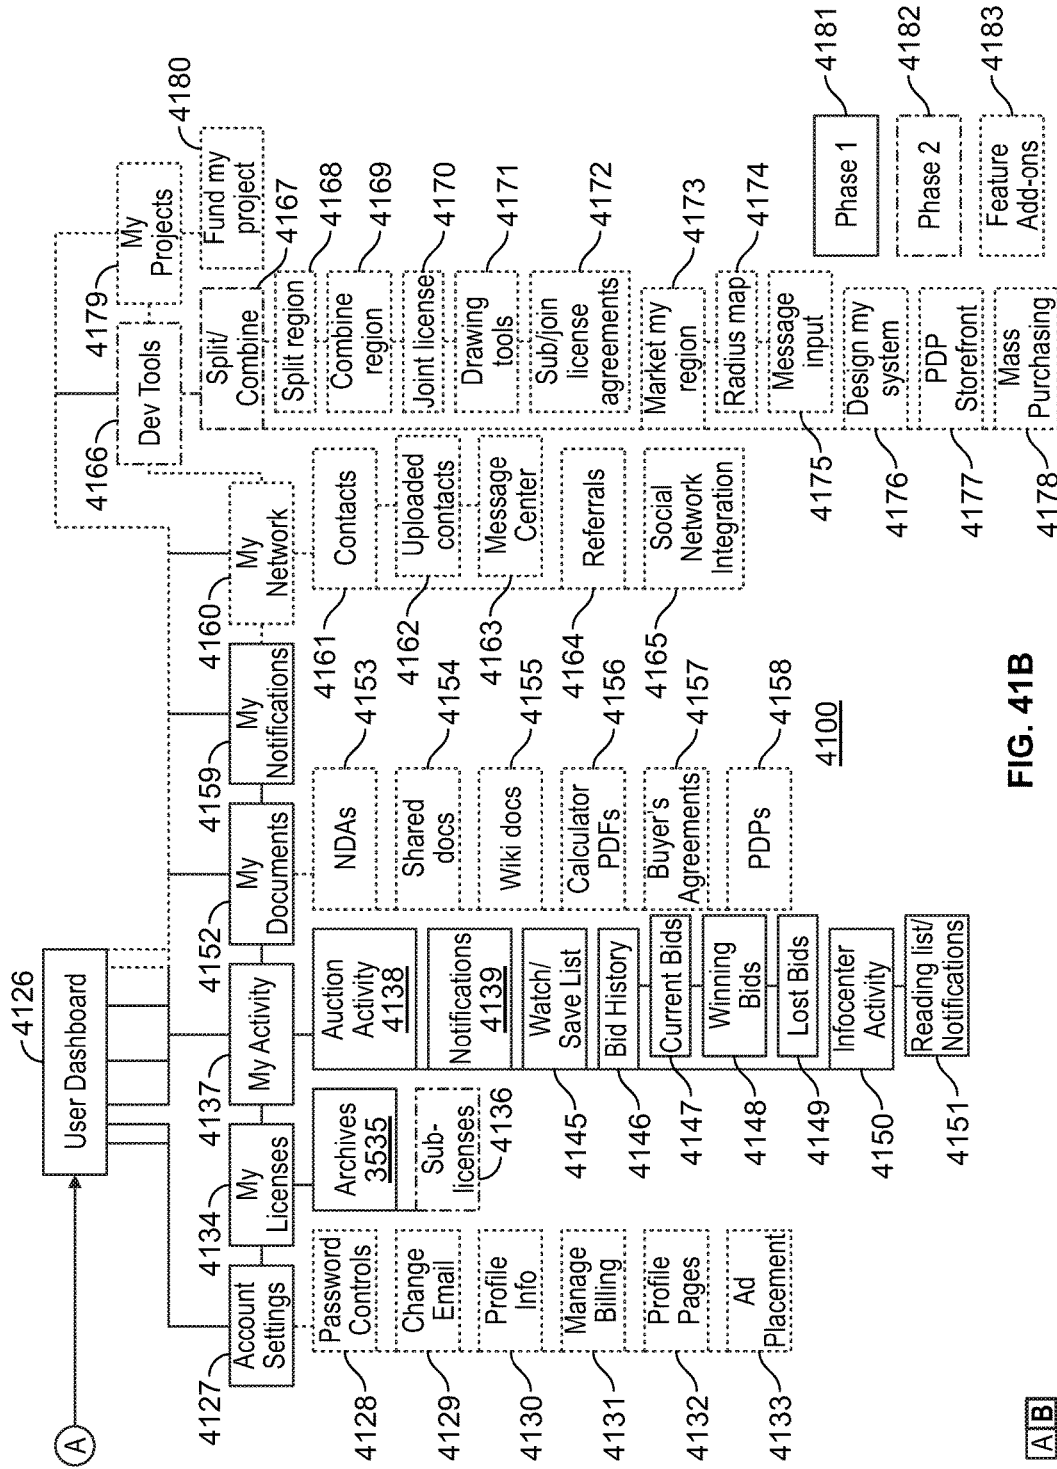 A
4126
User Dashboard
4127
Account
Settings
4128
Password
Controls
4129
Change
Email
4130
Profile
Info
4131
Manage
Billing
4132
Profile
Pages
4133
Ad
Placement
4134
My
Licenses
Archives
3535
Sub-
licenses
4136
4137
My Activity
Auction
Activity
4138
Notifications
4139
4145
Watch/
Save List
4146
Bid History
4147
Current Bids
4148
Winning
Bids
4149
Lost Bids
4150
Infocenter
Activity
4151
Reading list/
Notifications
4152
My
Documents
NDAs
4153
Shared
docs
4154
Wiki docs
4155
Calculator
PDFs
4156
Buyer's
Agreements
4157
PDPs
4158
4159
My
Notifications
4160
My
Network
4161
Contacts
4162
Uploaded
contacts
4163
Message
Center
4164
Referrals
4165
Social
Network
Integration
4166
Dev Tools
Split/
Combine
4167
Split region
4168
Combine
region
4169
Joint license
4170
Drawing
tools
4171
Sub/join
license
agreements
4172
Market my
region
4173
Radius map
4174
Message
input
4175
Design my
system
4176
PDP
Storefront
4177
Mass
Purchasing
4178
4179
My
Projects
4180
Fund my
project
Phase 1
4181
Phase 2
4182
Feature
Add-ons
4183
4100
FIG. 41B
A B